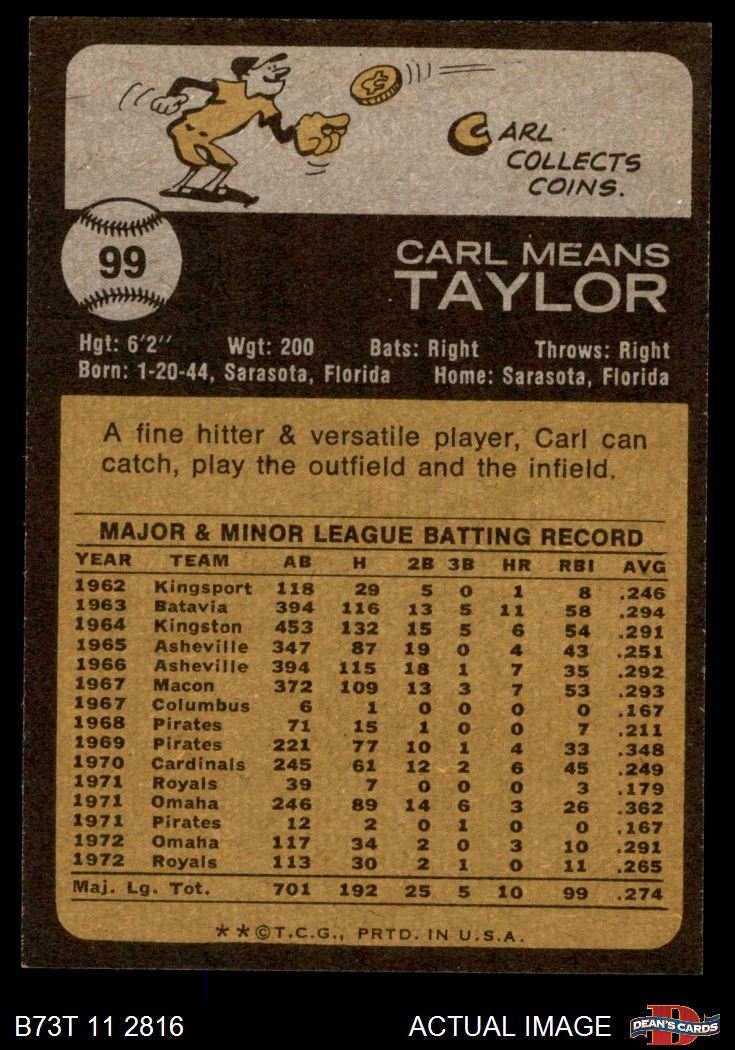 CARL
COLLECTS
COINS.
99
CARL MEANS
TAYLOR
Hgt: 6'2" Wgt: 200 Bats: Right Throws: Right
Born: 1-20-44, Sarasota, Florida Home: Sarasota, Florida
A fine hitter & versatile player, Carl can
catch, play the outfield and the infield.
MAJOR & MINOR LEAGUE BATTING RECORD
YEAR TEAM AB H 2B 3B HR RBI AVG
1962 Kingsport 118 29 5 0 1 8 .246
1963 Batavia 394 116 13 5 11 58 .294
1964 Kingston 453 132 15 5 6 54 .291
1965 Asheville 347 87 19 0 4 43 .251
1966 Asheville 394 115 18 1 7 35 .292
1967 Macon 372 109 13 3 7 53 .293
1967 Columbus 6 1 0 0 0 0 .167
1968 Pirates 71 15 1 0 0 7 .211
1969 Pirates 221 77 10 1 4 33 .348
1970 Cardinals 245 61 12 2 6 45 .249
1971 Royals 39 7 0 0 0 3 .179
1971 Omaha 246 89 14 6 3 26 .362
1971 Pirates 12 2 0 1 0 0 .167
1972 Omaha 117 34 2 0 3 10 .291
1972 Royals 113 30 2 1 0 11 .265
Maj. Lg. Tot. 701 192 25 5 10 99 .274
**©T.C.G., PRTD. IN U.S.A.
B73T 11 2816 ACTUAL IMAGE
D
DEAN'S CARDS